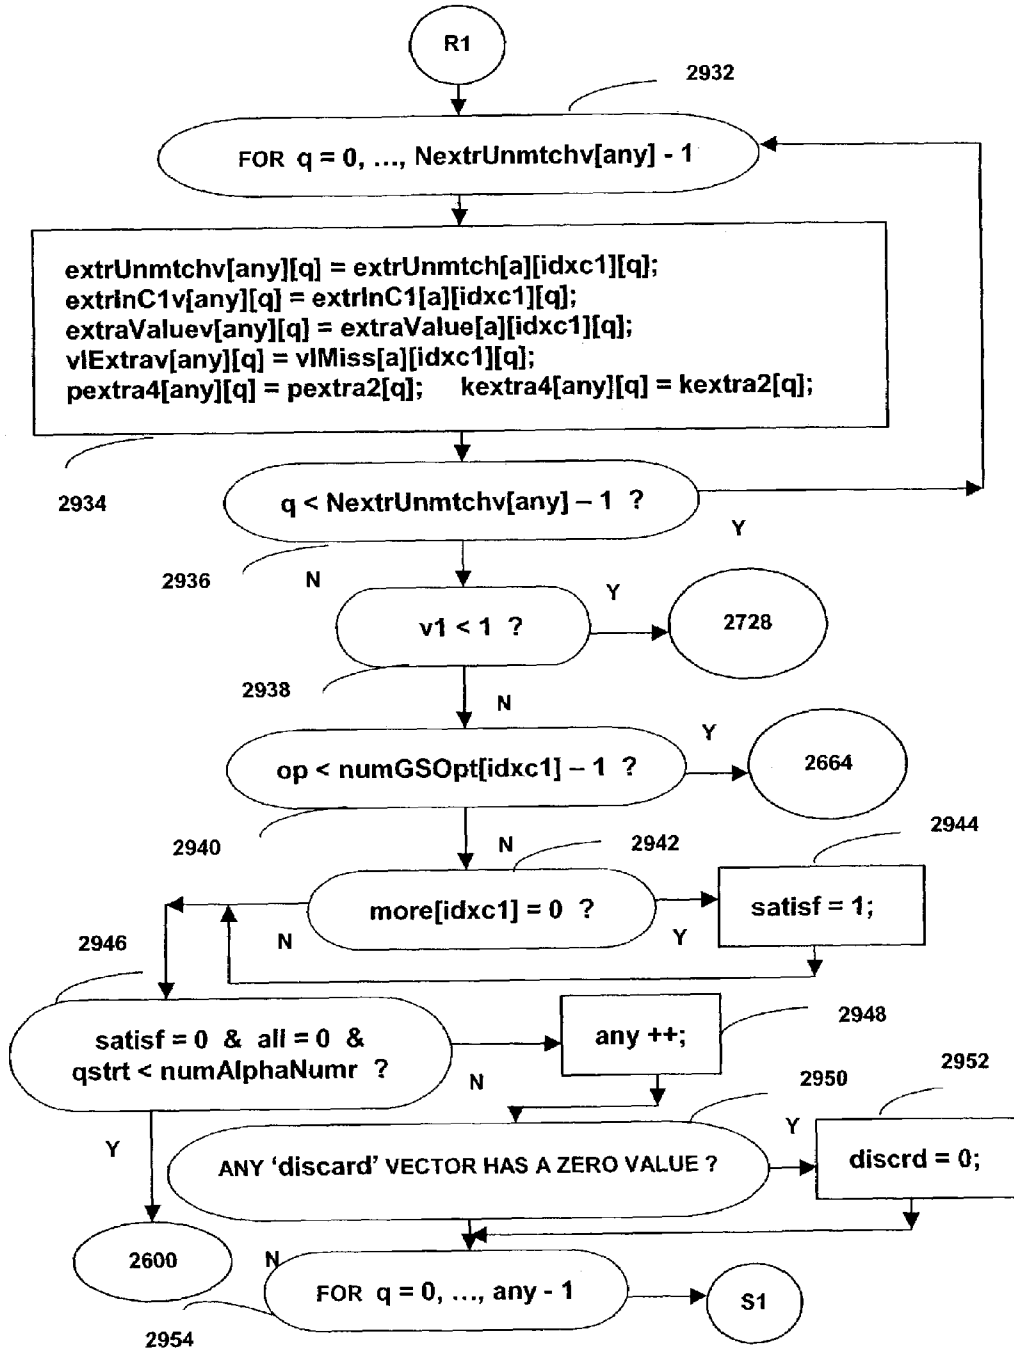 R1
2932
FOR q = 0, ..., NextrUnmtchv[any] - 1
extrUnmtchv[any][q] = extrUnmtch[a][idxc1][q];
extrInC1v[any][q] = extrInC1[a][idxc1][q];
extraValuev[any][q] = extraValue[a][idxc1][q];
vlExtrav[any][q] = vlMiss[a][idxc1][q];
pextra4[any][q] = pextra2[q]; kextra4[any][q] = kextra2[q];
2934
q < NextrUnmtchv[any] – 1 ?
Y
2936
N
v1 < 1 ?
Y
2728
2938
N
op < numGSOpt[idxc1] – 1 ?
Y
2664
2940
N
2942
2944
more[idxc1] = 0 ?
satisf = 1;
N
Y
2946
satisf = 0 & all = 0 &
qstrt < numAlphaNumr ?
N
any ++;
2948
2950
2952
Y
ANY 'discard' VECTOR HAS A ZERO VALUE ?
Y
discrd = 0;
2600
N
FOR q = 0, ..., any - 1
S1
2954